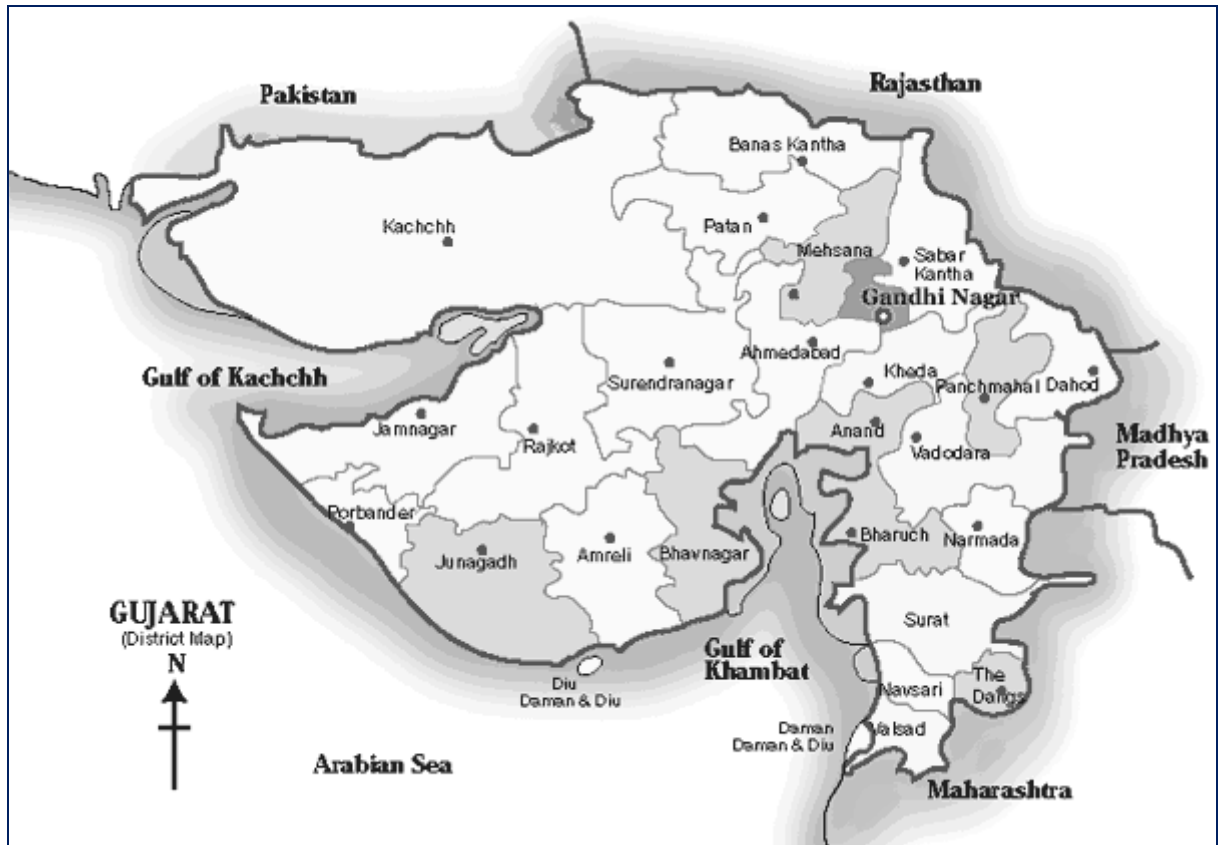 Pakistan
Rajasthan
Banas Kantha
Kachchh
Patan
Mehsana
Sabar
Kantha
Gandhi Nagar
Ahmedabad
Gulf of Kachchh
Surendranagar
Kheda
Panchmahal
Dahod
Jamnagar
Rajkot
Anand
Vadodara
Madhya
Pradesh
Porbander
Junagadh
Amreli
Bhavnagar
Bharuch
Narmada
GUJARAT
(District Map)
N
Surat
Gulf of
Khambat
Diu
Daman & Diu
Navsari
The
Dangs
Daman
Daman & Diu
Valsad
Arabian Sea
Maharashtra